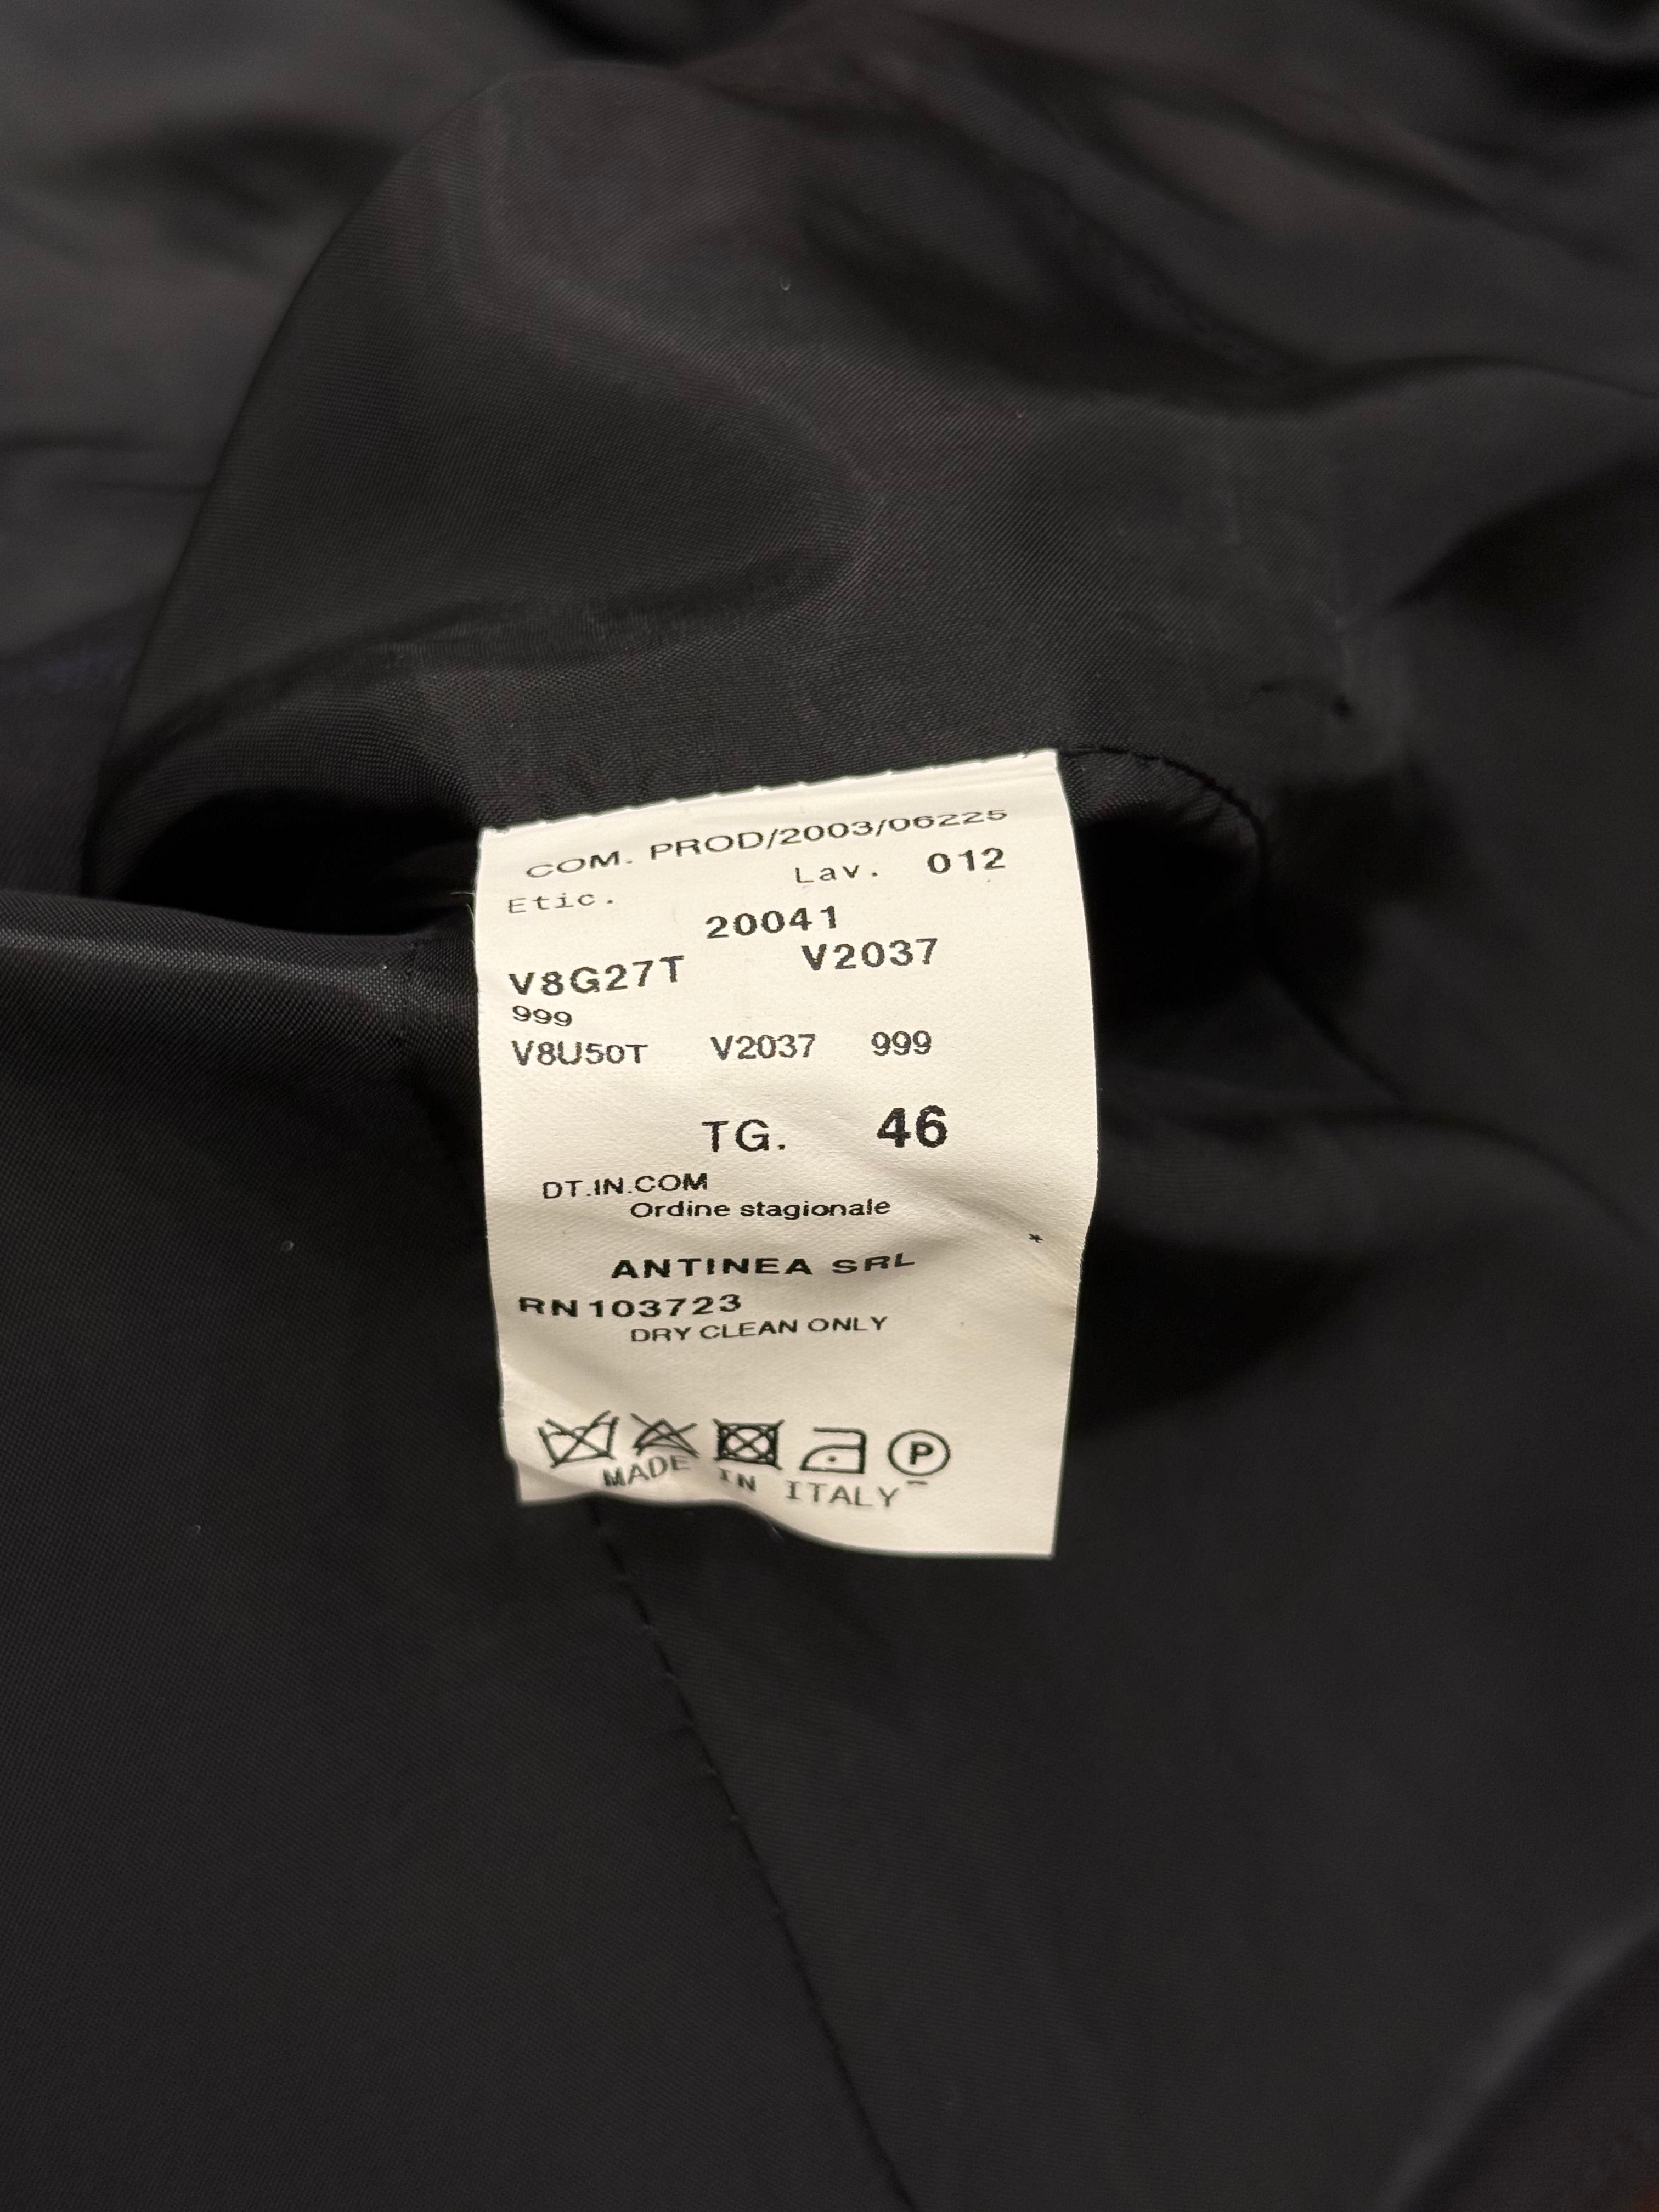 COM. PROD/2003/06225
Etic. Lav. 012
20041
V8G27T V2037
999
V8U50T V2037 999
TG. 46
DT.IN.COM
Ordine stagionale
*
ANTINEA SRL
RN103723
DRY CLEAN ONLY
P
MADE IN ITALY